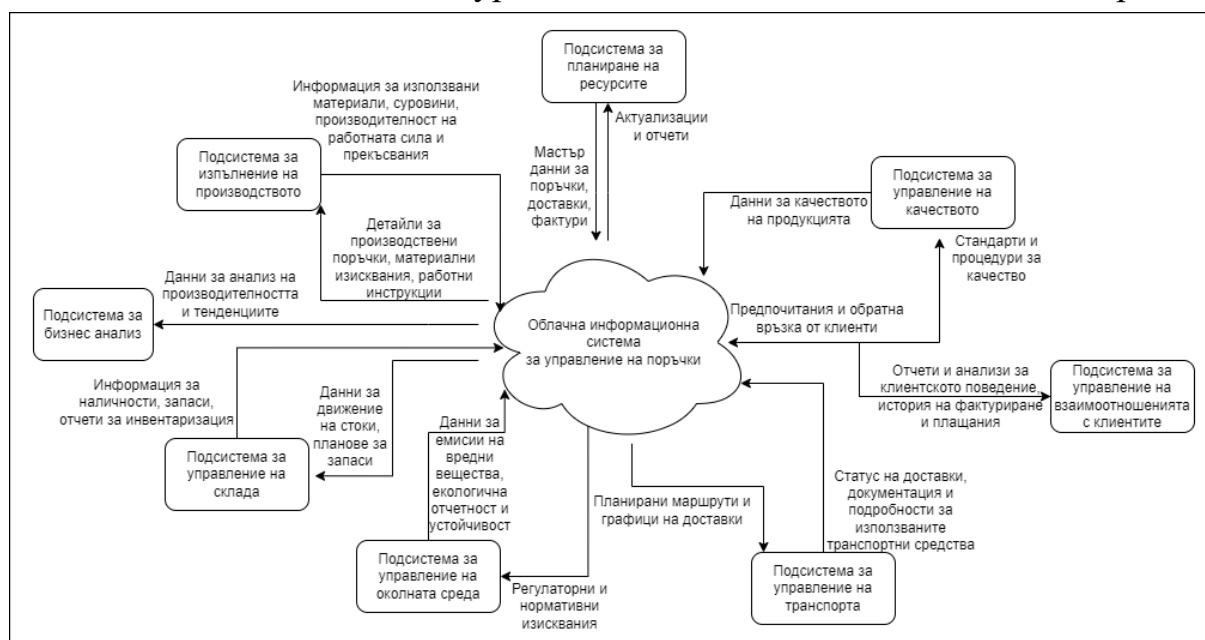 Подсистема за
планиране на
ресурсите
Информация за използвани
материали, суровини,
производителност на
работната сила и
прекъсвания
Актуализации
и отчети
Мастър
данни за
поръчки,
доставки,
фактури
Подсистема за
изпълнение на
производството
Подсистема за
управление на
качеството
Данни за качеството
на продукцията
Детайли за
производствени
поръчки, материални
изисквания, работни
инструкции
Стандарти и
процедури за
качество
Данни за анализ на
производителността
и тенденциите
Подсистема за
бизнес анализ
Облачна информационна
система
за управление на поръчки
Предпочитания и обратна
връзка от клиенти
Информация за
наличности, запаси,
отчети за инвентаризация
Данни за
движение
на стоки,
планове за
запаси
Отчети и анализи за
клиентското поведение,
история на фактуриране
и плащания
Подсистема за
управление на
взаимоотношенията
с клиентите
Подсистема за
управление на
склада
Данни за
емисии на
вредни
вещества,
екологична
отчетност и
устойчивост
Планирани маршрути и
графици на доставки
Статус на доставки,
документация и
подробности за
използваните
транспортни средства
Подсистема за
управление на
околната среда
Регулаторни и
нормативни
изисквания
Подсистема за
управление на
транспорта